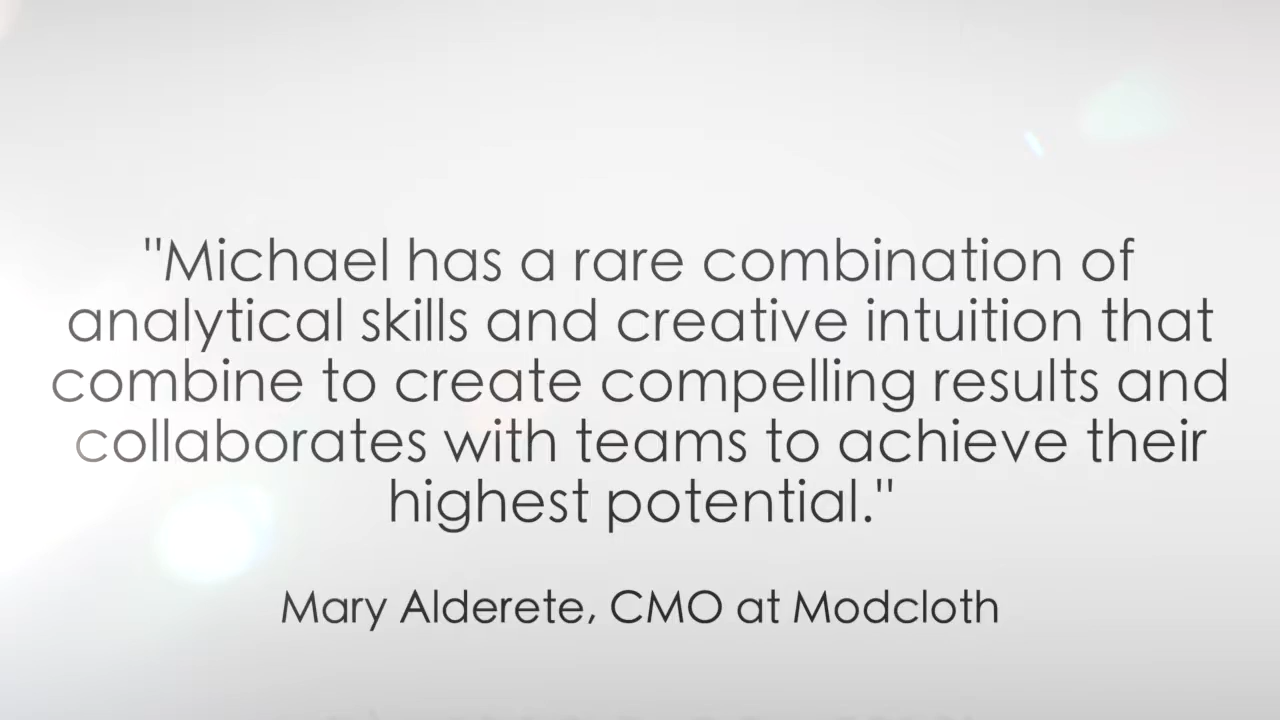 "Michael has a rare combination of
analytical skills and creative intuition that
combine to create compelling results and
collaborates with teams to achieve their
highest potential."
Mary Alderete, CMO at Modcloth